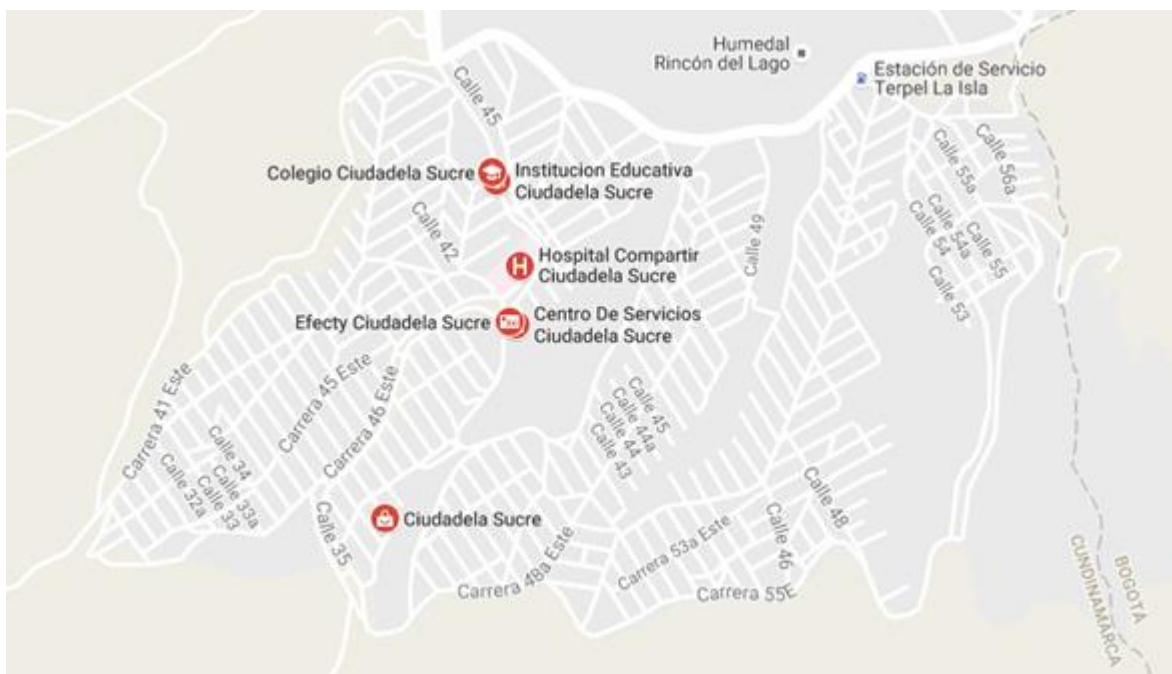 Humedal
Rincón del Lago
Estación de Servicio
Terpel La Isla
Calle 45
Calle 55a
Calle 56a
Colegio Ciudadela Sucre
Institucion Educativa
Ciudadela Sucre
Calle 42
Calle 49
Calle 54
Calle 54a
Calle 55
Calle 53
Hospital Compartir
Ciudadela Sucre
Efecty Ciudadela Sucre
Centro De Servicios
Ciudadela Sucre
Carrera 41 Este
Carrera 45 Este
Carrera 46 Este
Calle 45
Calle 44a
Calle 44
Calle 43
Calle 34
Calle 33a
Calle 33
Calle 32a
Calle 35
Ciudadela Sucre
Calle 48
Calle 46
Carrera 48a Este
Carrera 53a Este
Carrera 55E
BOGOTA
CUNDINAMARCA